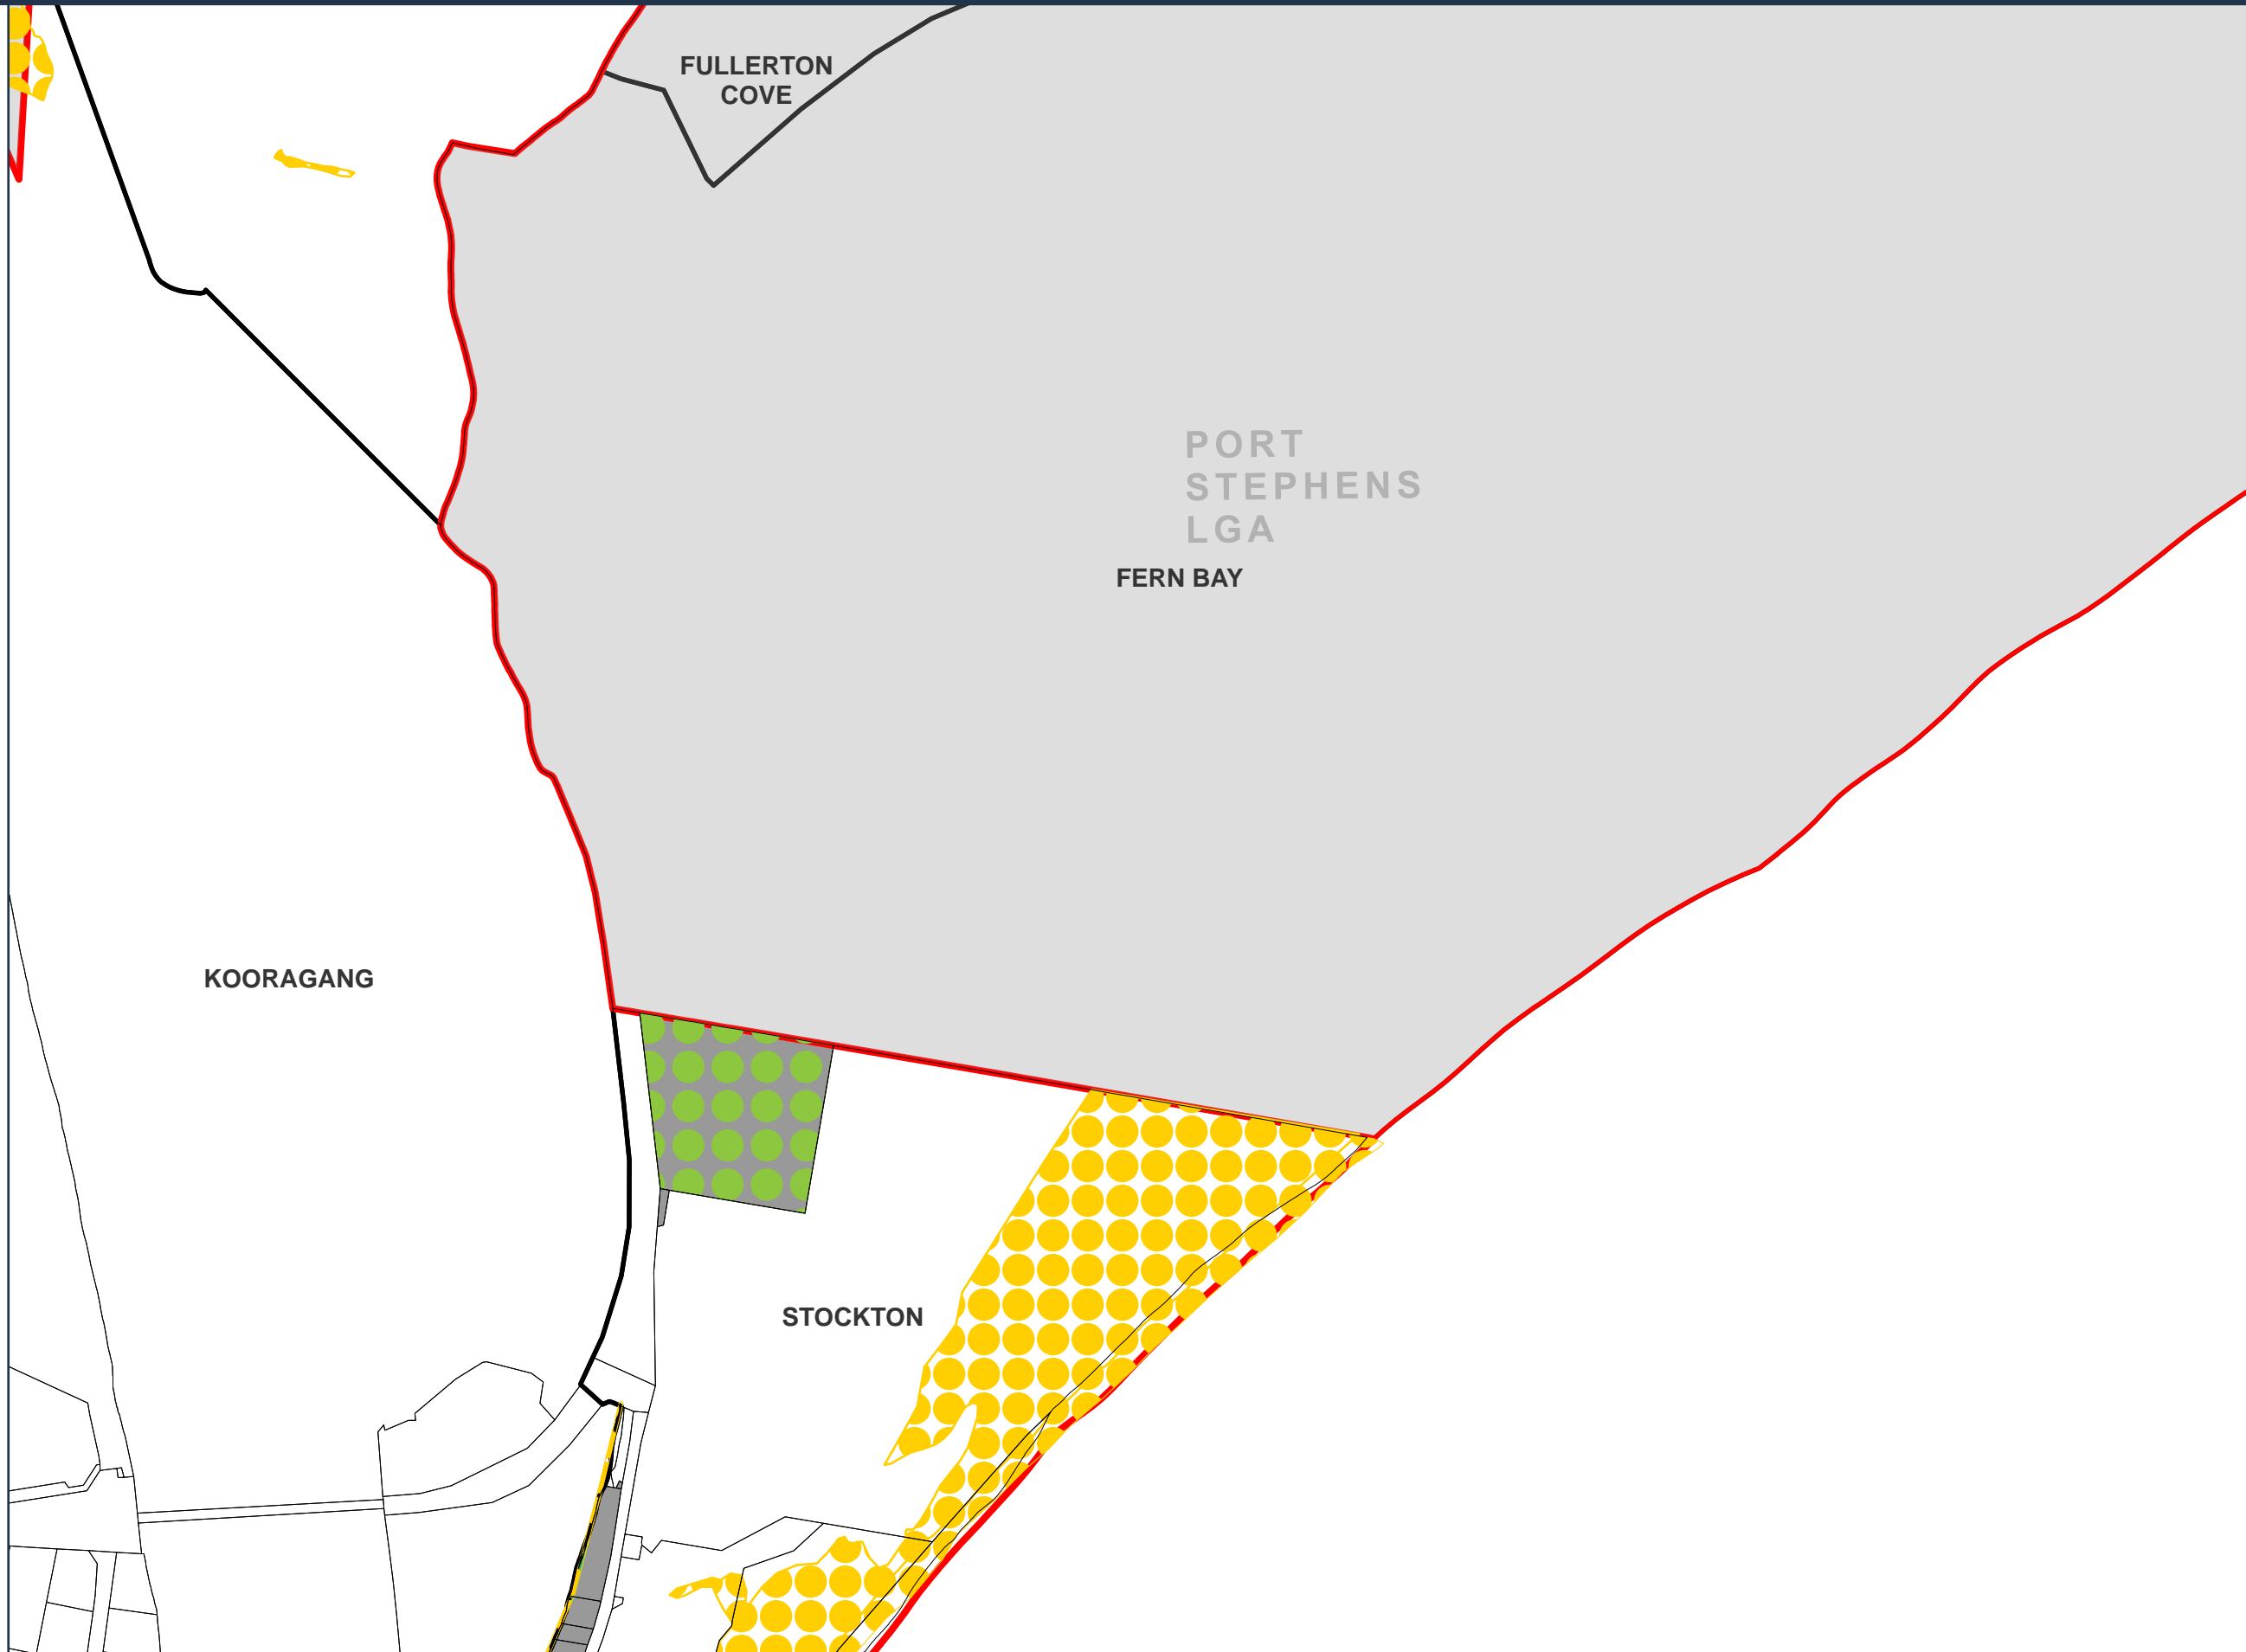 FULLERTON
COVE
PORT
STEPHENS
LGA
FERN BAY
KOORAGANG
STOCKTON